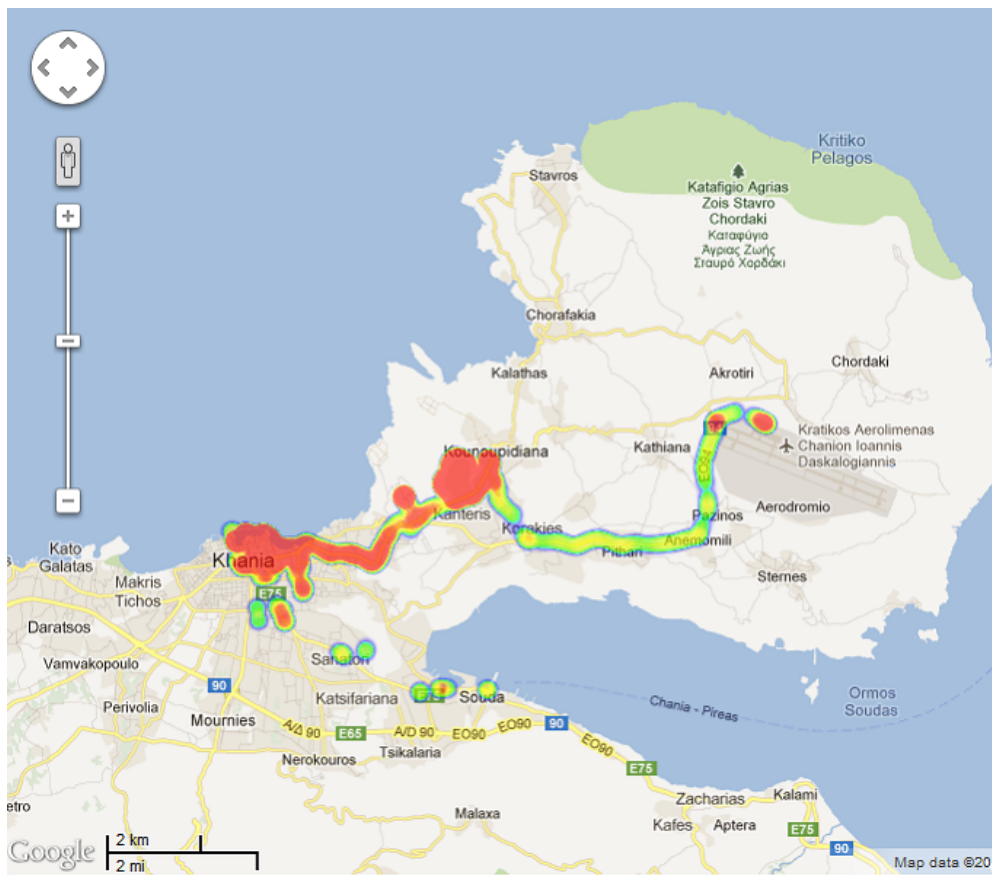 Kritiko
Pelagos
Stavros
Katafigio Agrias
Zois Stavro
Chordaki
Καταφύγιο
Άγριας Ζωής
Σταυρό Χορδάκι
Chorafakia
Chordaki
Kalathas
Akrotiri
Kratikos Aerolimenas
Chanion Ioannis
Daskalogiannis
Kounoupidiana
Kathiana
EO94
Aerodromio
Pazinos
Kanteris
Korakies
Anemomili
Pithari
Kato
Galatas
Khania
Sternes
Makris
Tichos
E75
Daratsos
Vamvakopoulo
90
Perivolia
Mournies
Katsifariana
Souda
Chania - Pireas
Ormos
Soudas
A/Δ 90
E65
A/D 90
EO90
EO90
90
EO90
E75
Nerokouros
Tsikalaria
Malaxa
Zacharias
Kalami
Kafes
Aptera
E75
90
etro
2 km
2 mi
Google
Map data ©20